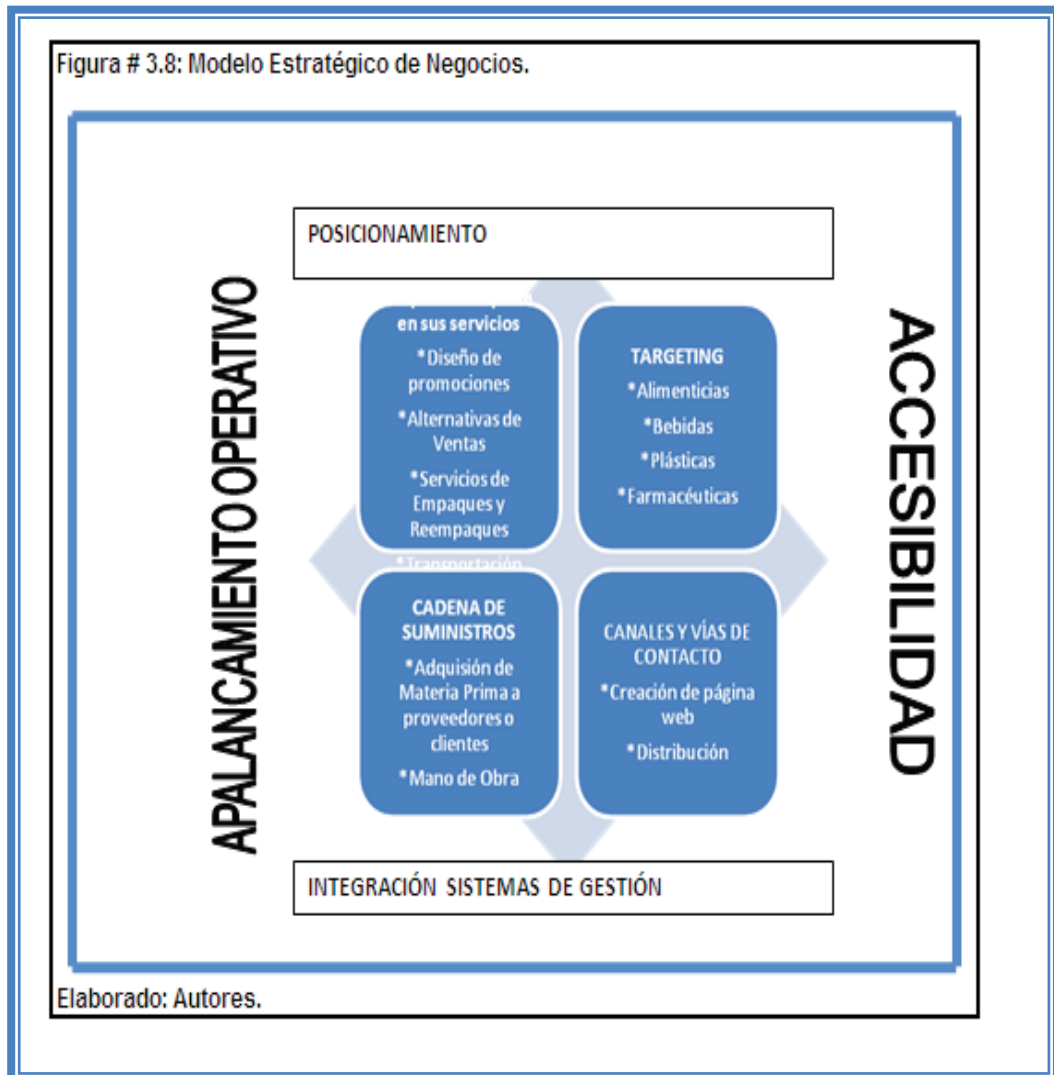 Figura # 3.8: Modelo Estratégico de Negocios.
POSICIONAMIENTO
APALANCAMIENTO OPERATIVO
en sus servicios
*Diseño de
promociones
*Alternativas de
Ventas
*Servicios de
Empaques y
Reempaques
*Transportación
TARGETING
*Alimenticias
*Bebidas
*Plásticas
*Farmacéuticas
ACCESIBILIDAD
CADENA DE
SUMINISTROS
*Adquisión de
Materia Prima a
proveedores o
clientes
*Mano de Obra
CANALES Y VÍAS DE
CONTACTO
*Creación de página
web
*Distribución
INTEGRACIÓN SISTEMAS DE GESTIÓN
Elaborado: Autores.